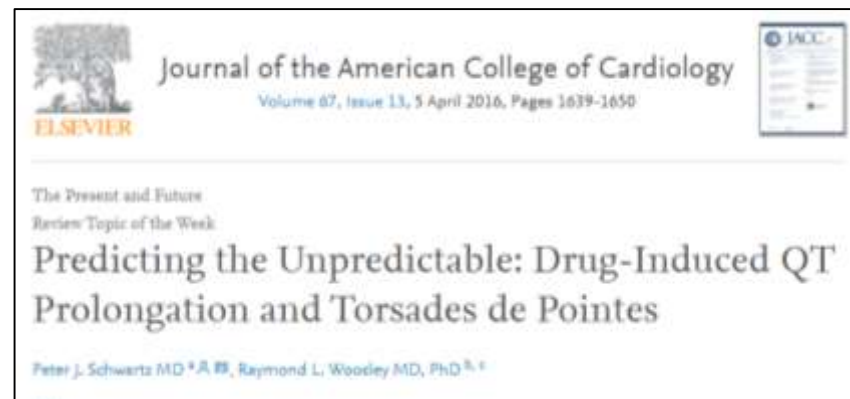 Journal of the American College of Cardiology
Volume 67, Issue 13, 5 April 2016, Pages 1639-1650
JACC
ELSEVIER
The Present and Future
Review Topic of the Week
Predicting the Unpredictable: Drug-Induced QT
Prolongation and Torsades de Pointes
Peter J. Schwartz MD ᵃ, Raymond L. Woosley MD, PhD ᵇ, ᶜ